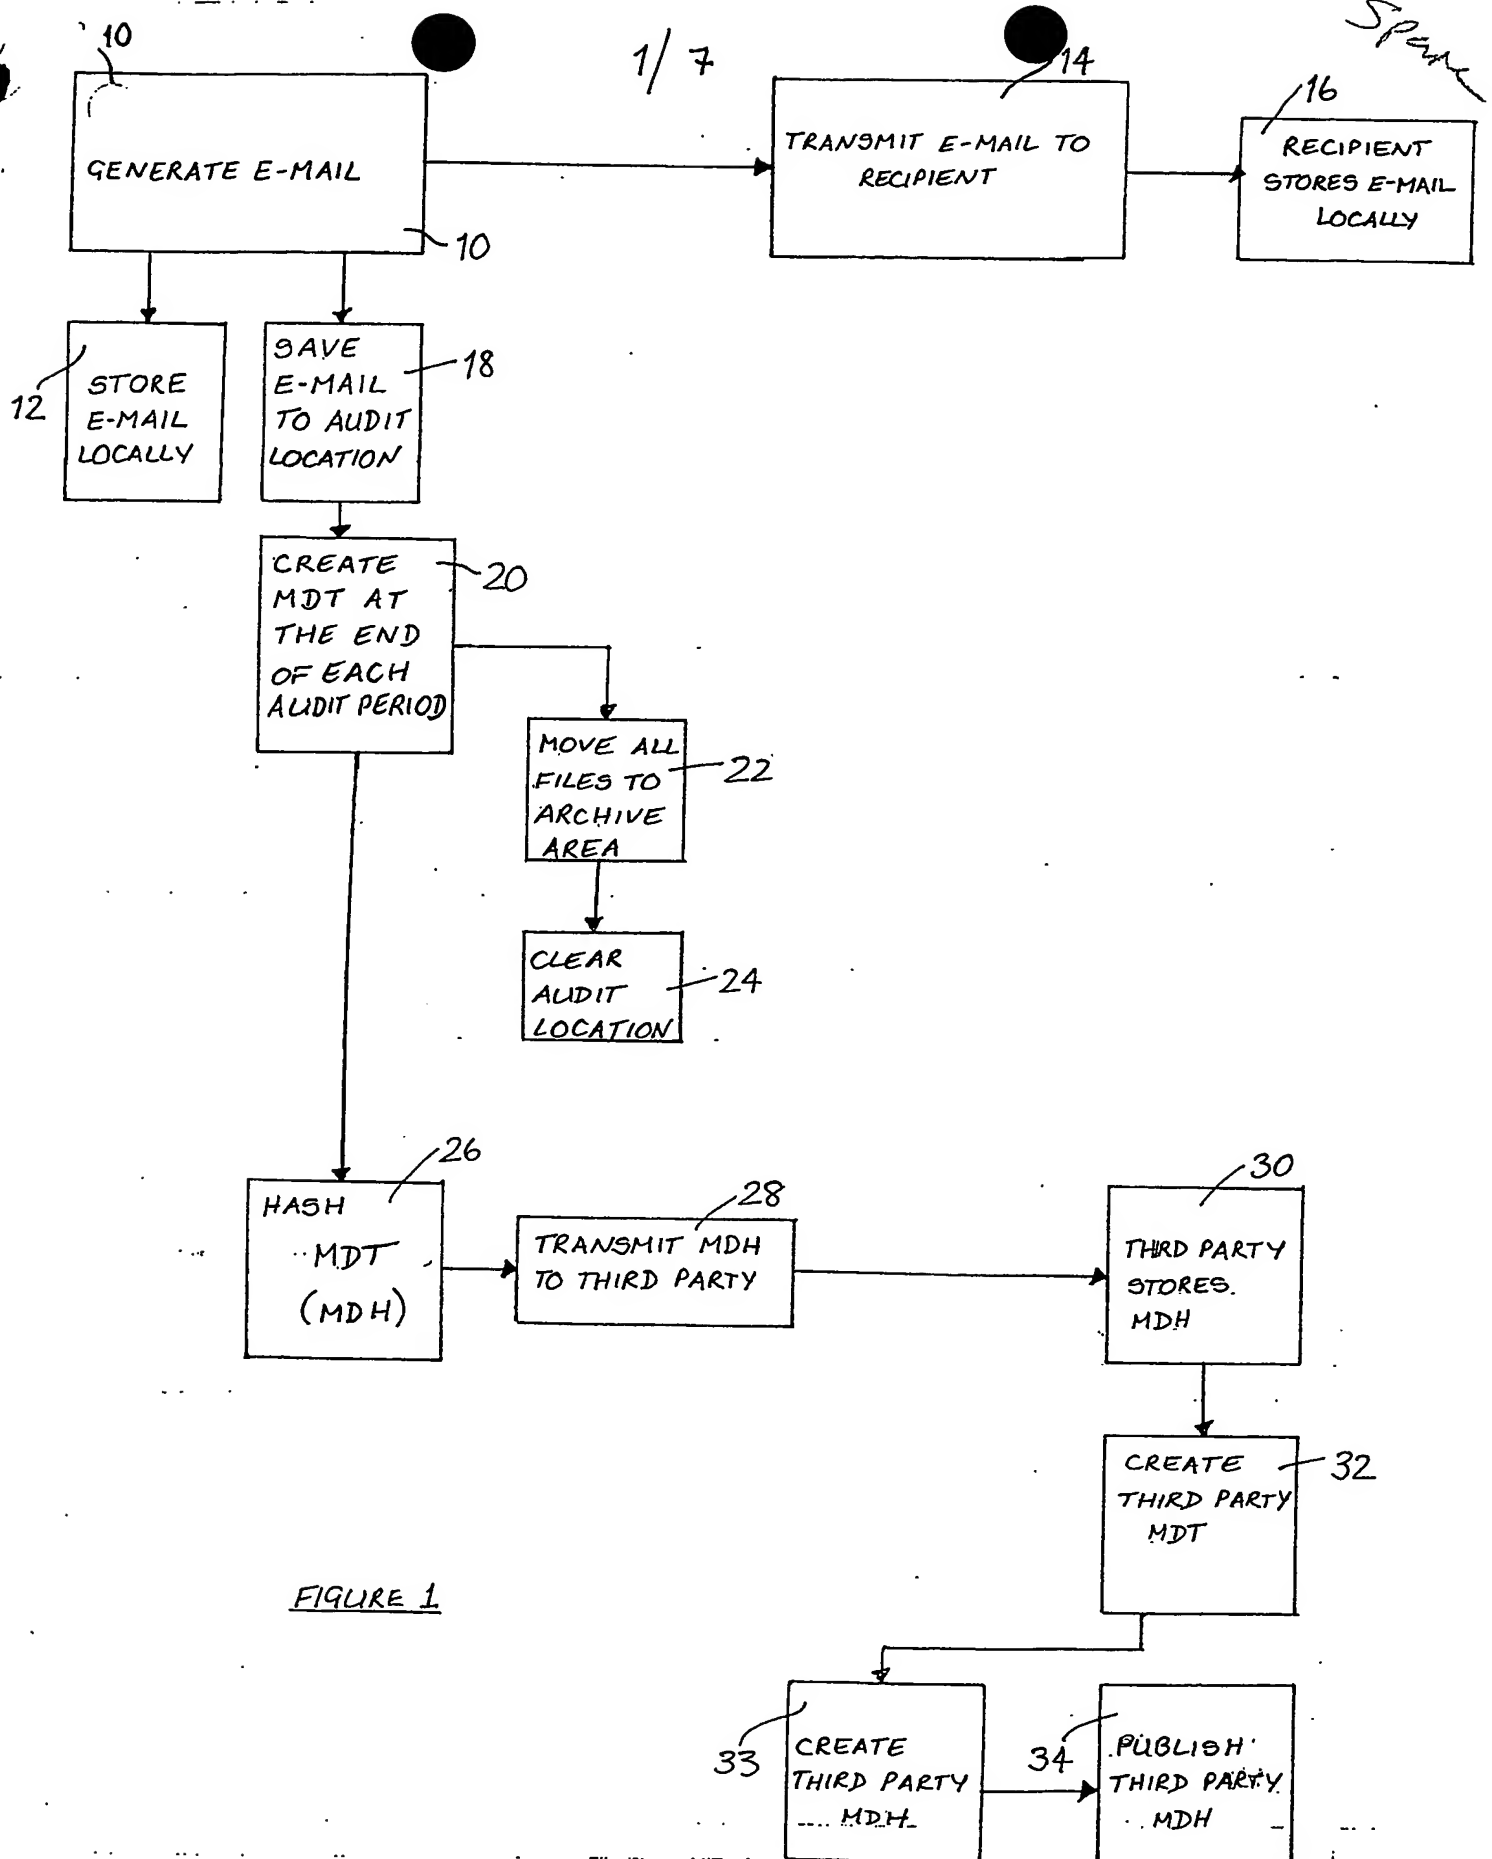 10
1/7
14
Spare
16
GENERATE E-MAIL
10
TRANSMIT E-MAIL TO
RECIPIENT
RECIPIENT
STORES E-MAIL
LOCALLY
12
STORE
E-MAIL
LOCALLY
SAVE
E-MAIL
TO AUDIT
LOCATION
18
CREATE
MDT AT
THE END
OF EACH
AUDIT PERIOD
20
MOVE ALL
FILES TO
ARCHIVE
AREA
22
CLEAR
AUDIT
LOCATION
24
26
HASH
MDT
(MDH)
28
TRANSMIT MDH
TO THIRD PARTY
30
THIRD PARTY
STORES.
MDH
CREATE
THIRD PARTY
MDT
32
FIGURE 1
33
CREATE
THIRD PARTY
MDH
34
PUBLISH
THIRD PARTY
MDH